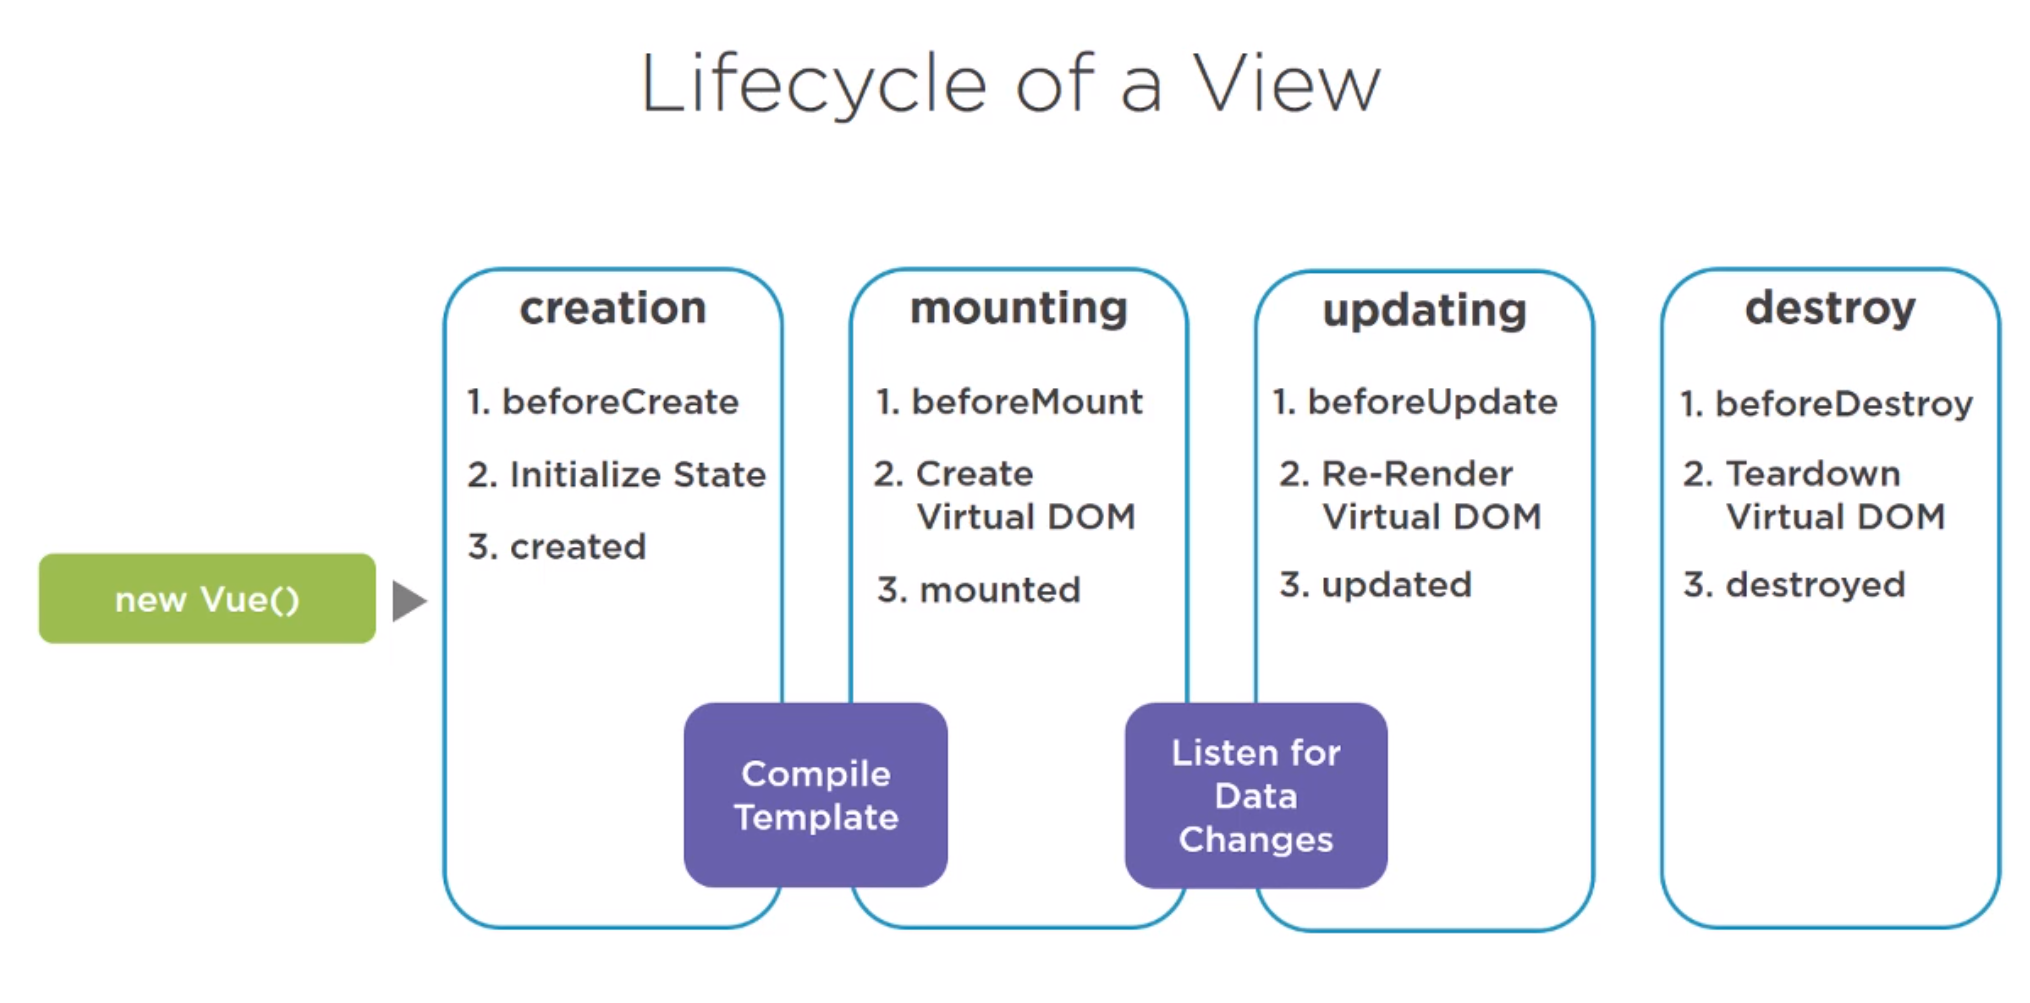 Lifecycle of a View
new Vue()
creation
1. beforeCreate
2. Initialize State
3. created
Compile
Template
mounting
1. beforeMount
2. Create
Virtual DOM
3. mounted
Listen for
Data
Changes
updating
1. beforeUpdate
2. Re-Render
Virtual DOM
3. updated
destroy
1. beforeDestroy
2. Teardown
Virtual DOM
3. destroyed